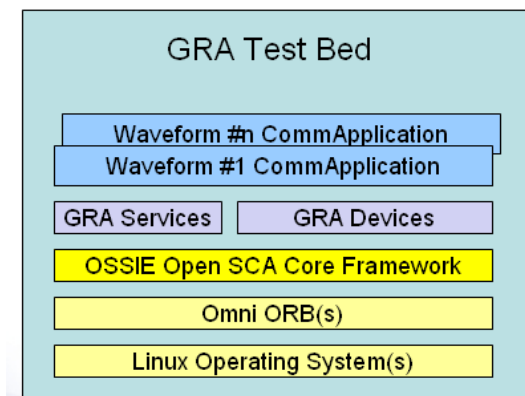 GRA Test Bed
Waveform #n CommApplication
Waveform #1 CommApplication
GRA Services
GRA Devices
OSSIE Open SCA Core Framework
Omni ORB(s)
Linux Operating System(s)